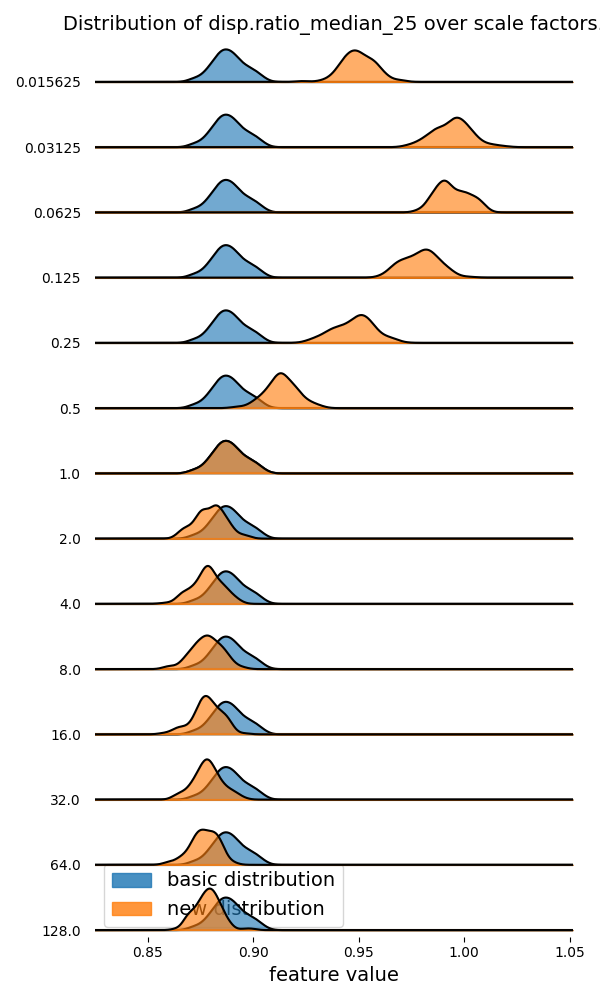 Distribution of disp.ratio_median_25 over scale factors.
0.015625
0.03125
0.0625
0.125
0.25
0.5
1.0
2.0
4.0
8.0
16.0
32.0
64.0
basic distribution
new distribution
128.0
0.85 0.90 0.95 1.00 1.05
feature value